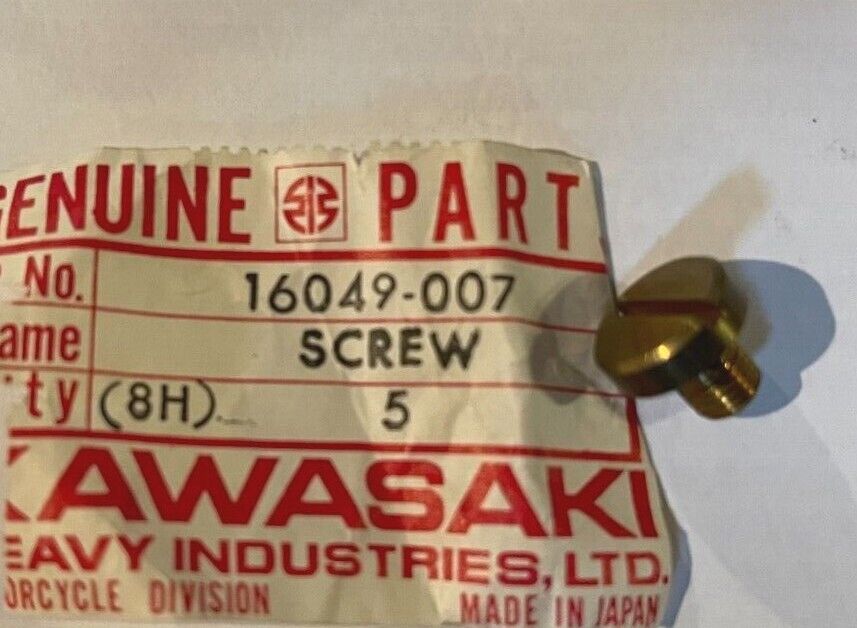 GENUINE PART
No. 16049-007
ame SCREW
ty (8H) 5
KAWASAKI
EAVY INDUSTRIES, LTD.
ORCYCLE DIVISION MADE IN JAPAN